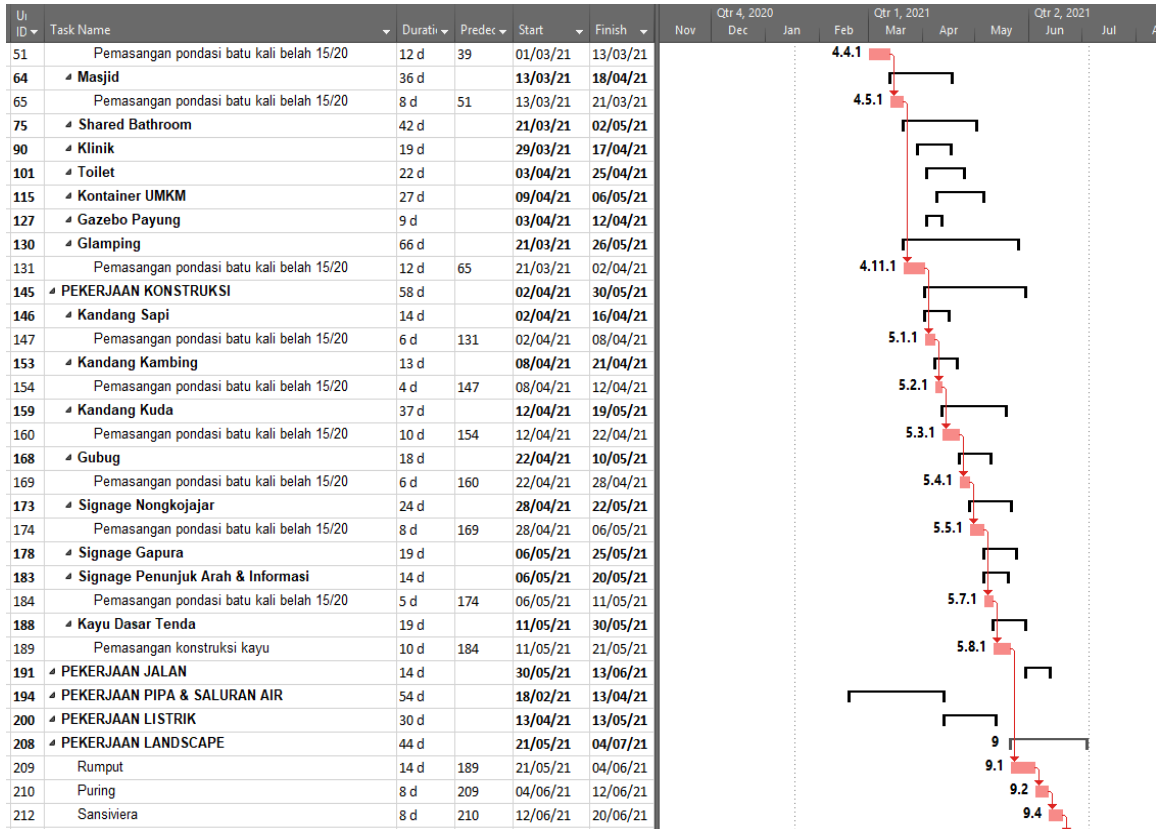 Qtr 4, 2020 Qtr 1, 2021 Qtr 2, 2021
ID Task Name Predec Start Finish Nov Dec Jan Feb Mar Apr May Jun Jul
51 Pemasangan pondasi batu kali belah 15/20 12 d 39 01/03/21 13/03/21 4.4.1
64 Masjid 36 d 13/03/21 18/04/21
65 Pemasangan pondasi batu kali belah 15/20 8 d 51 13/03/21 21/03/21 4.5.1
75 Shared Bathroom 42 d 21/03/21 02/05/21
90 Klinik 19 d 29/03/21 17/04/21
101 Toilet 22 d 03/04/21 25/04/21
115 Kontainer UMKM 27 d 09/04/21 06/05/21
127 Gazebo Payung 9 d 03/04/21 12/04/21
130 Glamping 66 d 21/03/21 26/05/21
131 Pemasangan pondasi batu kali belah 15/20 12 d 65 21/03/21 02/04/21 4.11.1
145 PEKERJAAN KONSTRUKSI 58 d 02/04/21 30/05/21
146 Kandang Sapi 14 d 02/04/21 16/04/21
147 Pemasangan pondasi batu kali belah 15/20 6 d 131 02/04/21 08/04/21 5.1.1
153 Kandang Kambing 13 d 08/04/21 21/04/21
154 Pemasangan pondasi batu kali belah 15/20 4 d 147 08/04/21 12/04/21 5.2.1
159 Kandang Kuda 37 d 12/04/21 19/05/21
160 Pemasangan pondasi batu kali belah 15/20 10 d 154 12/04/21 22/04/21 5.3.1
168 Gubug 18 d 22/04/21 10/05/21
169 Pemasangan pondasi batu kali belah 15/20 6 d 160 22/04/21 28/04/21 5.4.1
173 Signage Nongkojajar 24 d 28/04/21 22/05/21
174 Pemasangan pondasi batu kali belah 15/20 8 d 169 28/04/21 06/05/21 5.5.1
178 Signage Gapura 19 d 06/05/21 25/05/21
183 Signage Penunjuk Arah & Informasi 14 d 06/05/21 20/05/21
184 Pemasangan pondasi batu kali belah 15/20 5 d 174 06/05/21 11/05/21 5.7.1
188 Kayu Dasar Tenda 19 d 11/05/21 30/05/21
189 Pemasangan konstruksi kayu 10 d 184 11/05/21 21/05/21 5.8.1
191 PEKERJAAN JALAN 14 d 30/05/21 13/06/21
194 PEKERJAAN PIPA & SALURAN AIR 54 d 18/02/21 13/04/21
200 PEKERJAAN LISTRIK 30 d 13/04/21 13/05/21
208 PEKERJAAN LANDSCAPE 44 d 21/05/21 04/07/21 9
209 Rumput 14 d 189 21/05/21 04/06/21 9.1
210 Puring 8 d 209 04/06/21 12/06/21 9.2
212 Sansiviera 8 d 210 12/06/21 20/06/21 9.4